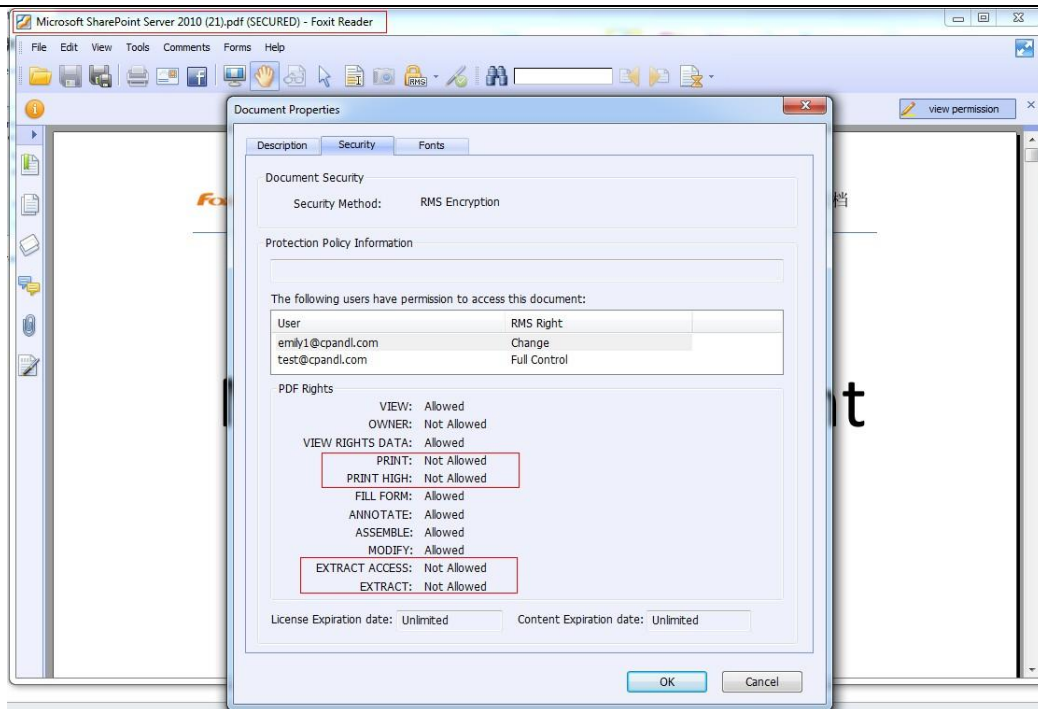 Microsoft SharePoint Server 2010 (21).pdf (SECURED) - Foxit Reader
File Edit View Tools Comments Forms Help
RMS
view permission
Document Properties
Description Security Fonts
Document Security
Security Method: RMS Encryption
档
Protection Policy Information
The following users have permission to access this document:
User RMS Right
emily1@cpandl.com Change
test@cpandl.com Full Control
PDF Rights
VIEW: Allowed
OWNER: Not Allowed
VIEW RIGHTS DATA: Allowed
PRINT: Not Allowed
PRINT HIGH: Not Allowed
FILL FORM: Allowed
ANNOTATE: Allowed
ASSEMBLE: Allowed
MODIFY: Allowed
EXTRACT ACCESS: Not Allowed
EXTRACT: Not Allowed
License Expiration date: Unlimited Content Expiration date: Unlimited
OK Cancel